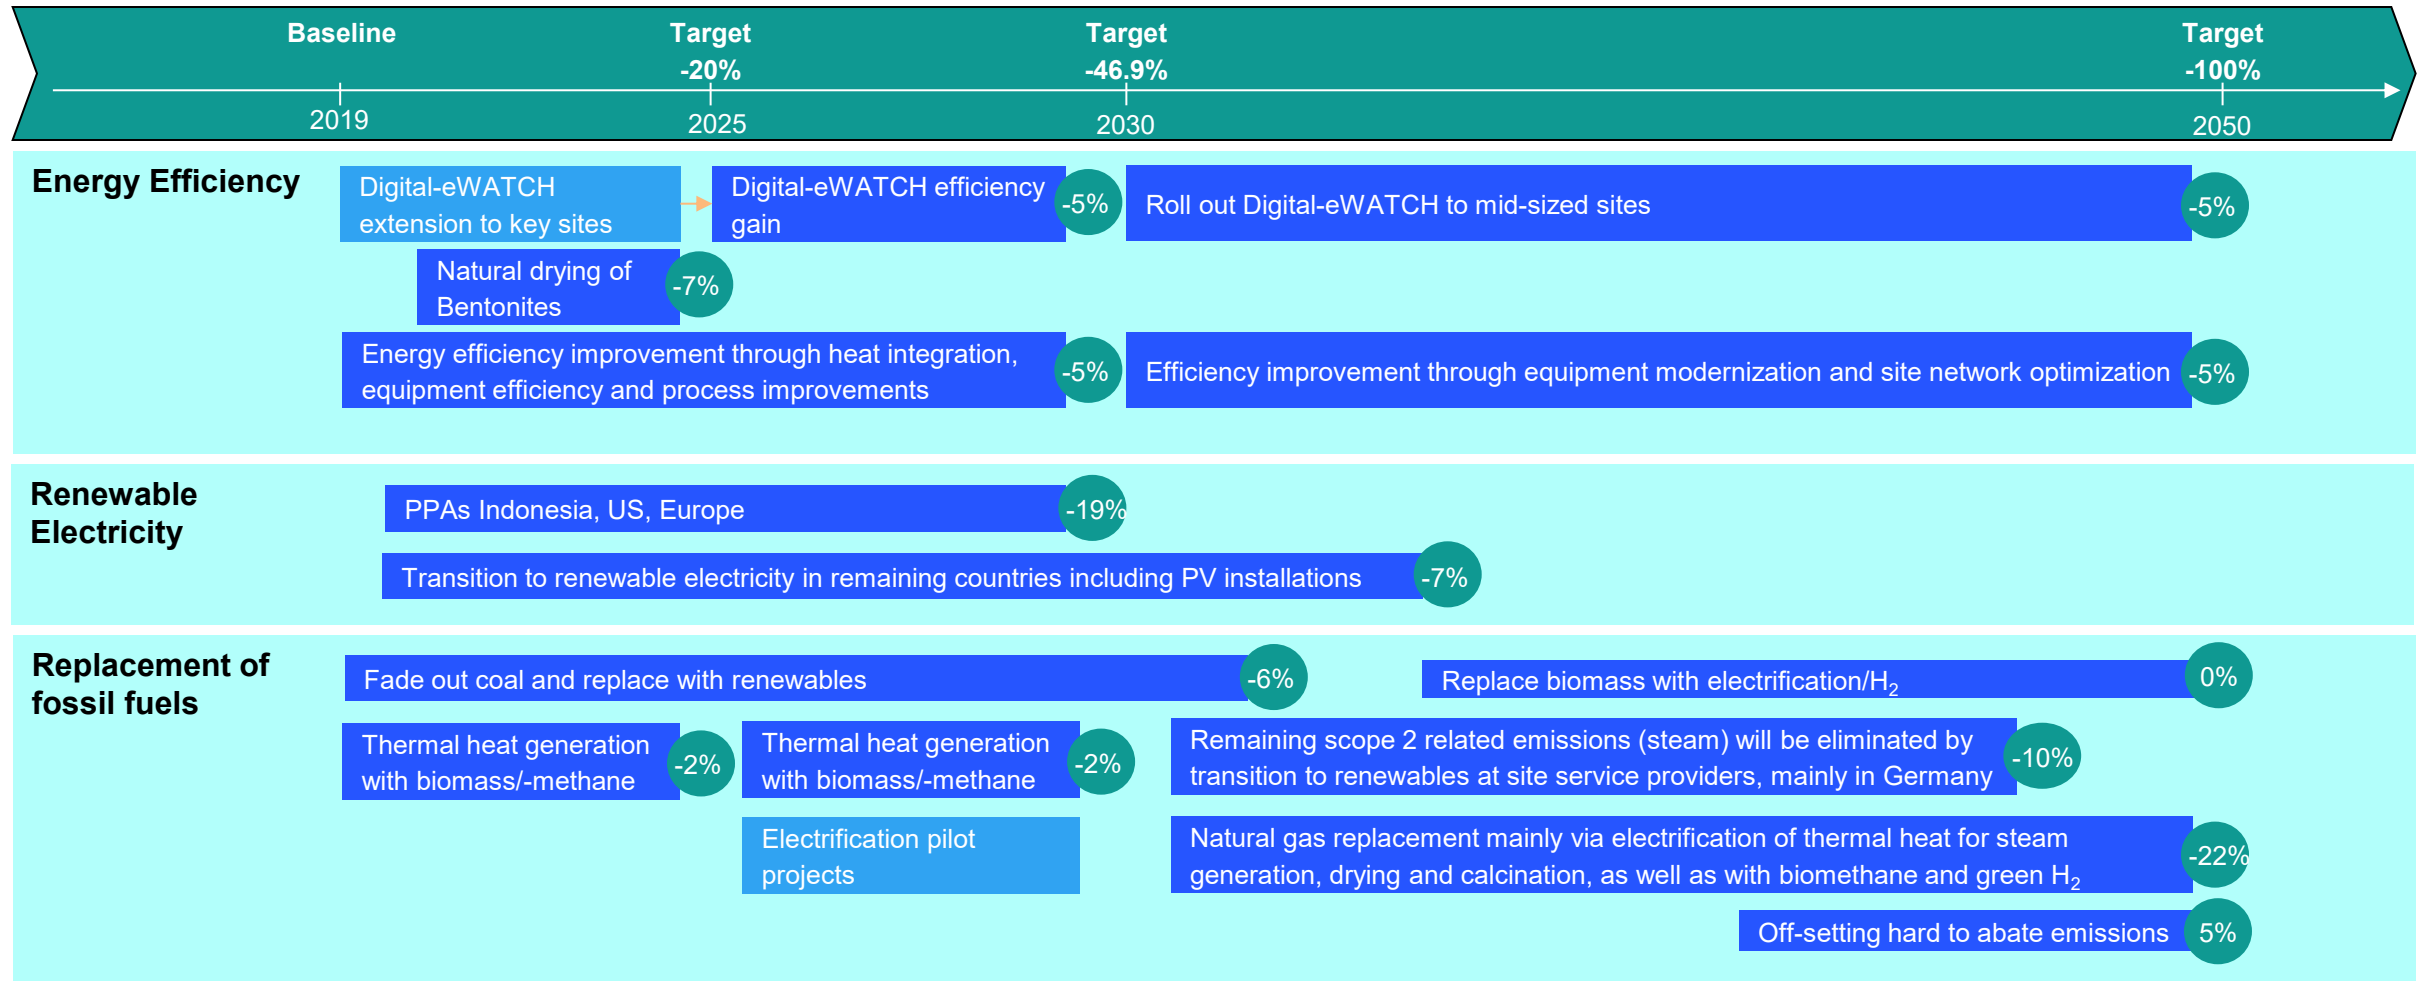 Baseline
Target
-20%
Target
-46.9%
Target
-100%
2019
2025
2030
2050
Energy Efficiency
Digital-eWATCH
extension to key sites
Digital-eWATCH efficiency
gain
-5%
Roll out Digital-eWATCH to mid-sized sites
-5%
Natural drying of
Bentonites
-7%
Energy efficiency improvement through heat integration,
equipment efficiency and process improvements
-5%
Efficiency improvement through equipment modernization and site network optimization
-5%
Renewable
Electricity
PPAs Indonesia, US, Europe
-19%
Transition to renewable electricity in remaining countries including PV installations
-7%
Replacement of
fossil fuels
Fade out coal and replace with renewables
-6%
Replace biomass with electrification/H₂
0%
Thermal heat generation
with biomass/-methane
-2%
Thermal heat generation
with biomass/-methane
-2%
Remaining scope 2 related emissions (steam) will be eliminated by
transition to renewables at site service providers, mainly in Germany
-10%
Electrification pilot
projects
Natural gas replacement mainly via electrification of thermal heat for steam
generation, drying and calcination, as well as with biomethane and green H₂
-22%
Off-setting hard to abate emissions
5%